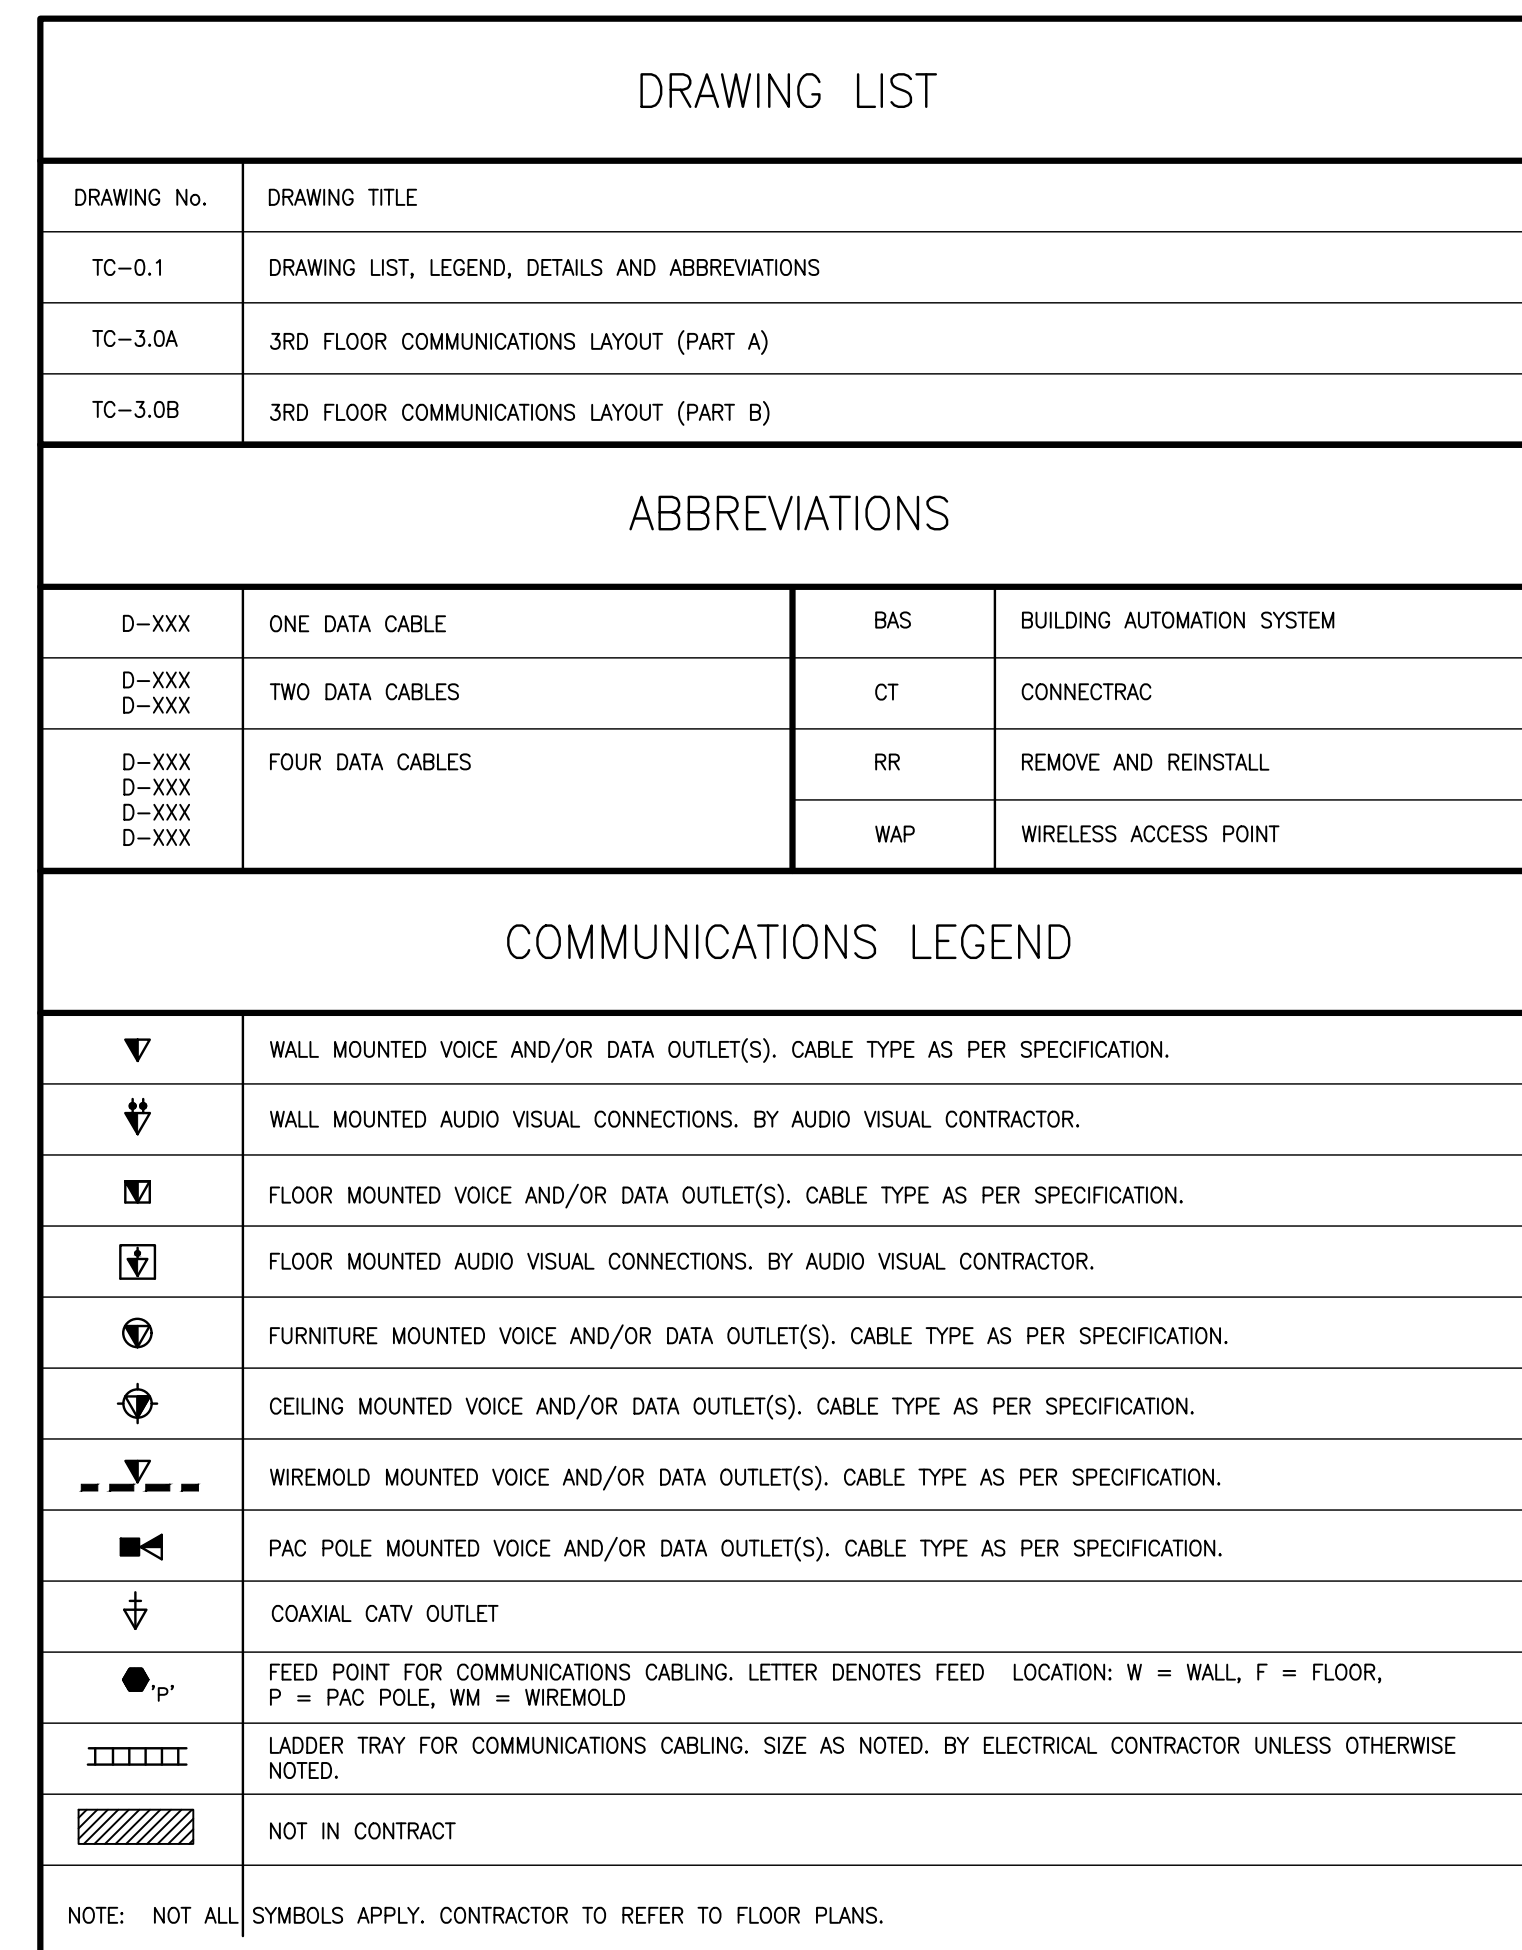 DRAWING LIST
DRAWING No. DRAWING TITLE
TC-0.1 DRAWING LIST, LEGEND, DETAILS AND ABBREVIATIONS
TC-3.0A 3RD FLOOR COMMUNICATIONS LAYOUT (PART A)
TC-3.0B 3RD FLOOR COMMUNICATIONS LAYOUT (PART B)
ABBREVIATIONS
D-XXX ONE DATA CABLE
D-XXX
D-XXX
TWO DATA CABLES
D-XXX
D-XXX
D-XXX
D-XXX
FOUR DATA CABLES
BAS BUILDING AUTOMATION SYSTEM
CT CONNECTRAC
RR REMOVE AND REINSTALL
WAP WIRELESS ACCESS POINT
COMMUNICATIONS LEGEND
WALL MOUNTED VOICE AND/OR DATA OUTLET(S). CABLE TYPE AS PER SPECIFICATION.
WALL MOUNTED AUDIO VISUAL CONNECTIONS. BY AUDIO VISUAL CONTRACTOR.
FLOOR MOUNTED VOICE AND/OR DATA OUTLET(S). CABLE TYPE AS PER SPECIFICATION.
FLOOR MOUNTED AUDIO VISUAL CONNECTIONS. BY AUDIO VISUAL CONTRACTOR.
FURNITURE MOUNTED VOICE AND/OR DATA OUTLET(S). CABLE TYPE AS PER SPECIFICATION.
CEILING MOUNTED VOICE AND/OR DATA OUTLET(S). CABLE TYPE AS PER SPECIFICATION.
WIREMOLD MOUNTED VOICE AND/OR DATA OUTLET(S). CABLE TYPE AS PER SPECIFICATION.
PAC POLE MOUNTED VOICE AND/OR DATA OUTLET(S). CABLE TYPE AS PER SPECIFICATION.
COAXIAL CATV OUTLET
'P'
FEED POINT FOR COMMUNICATIONS CABLING. LETTER DENOTES FEED LOCATION: W = WALL, F = FLOOR,
P = PAC POLE, WM = WIREMOLD
LADDER TRAY FOR COMMUNICATIONS CABLING. SIZE AS NOTED. BY ELECTRICAL CONTRACTOR UNLESS OTHERWISE
NOTED.
NOT IN CONTRACT
NOTE: NOT ALL SYMBOLS APPLY. CONTRACTOR TO REFER TO FLOOR PLANS.